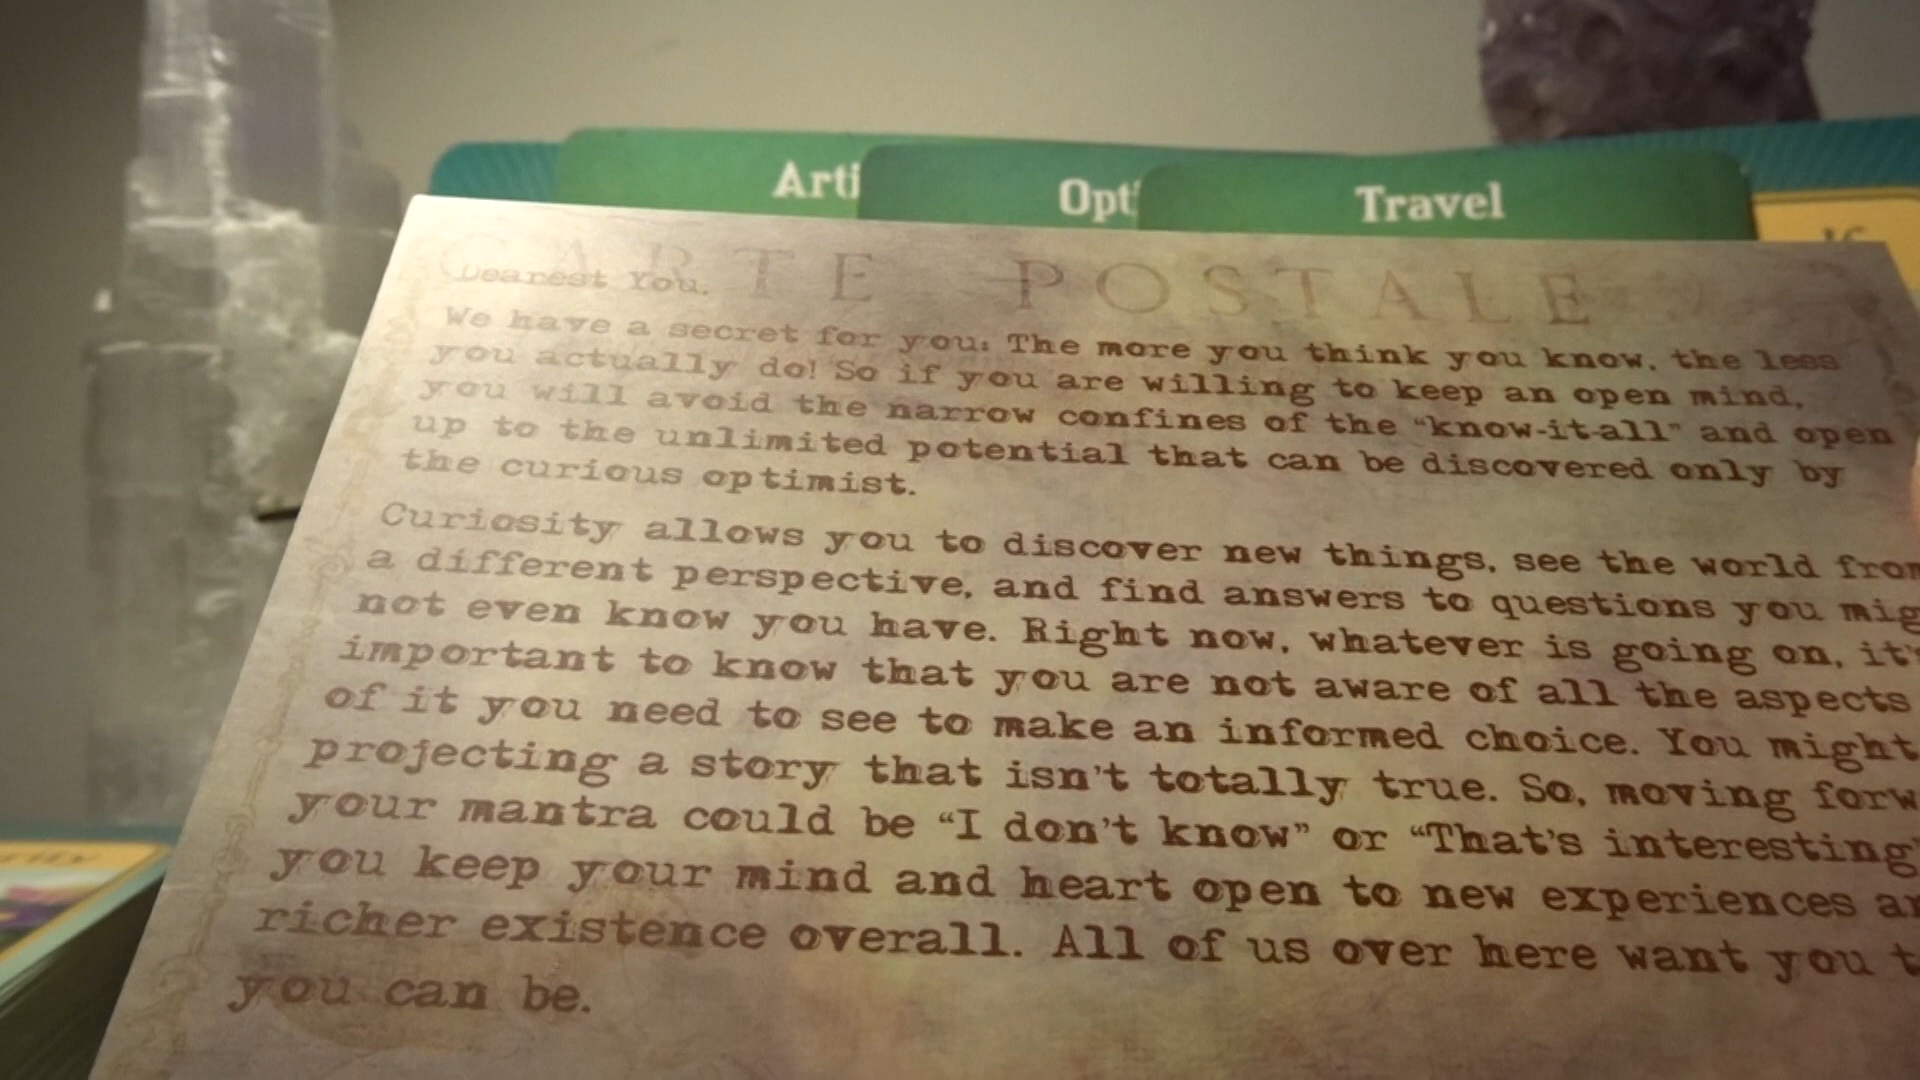 Arti
Opti
Travel
CARTE POSTALE
Dearest You,
We have a secret for you: The more you think you know, the less
you actually do! So if you are willing to keep an open mind,
you will avoid the narrow confines of the “know-it-all” and open
up to the unlimited potential that can be discovered only by
the curious optimist.
Curiosity allows you to discover new things, see the world from
a different perspective, and find answers to questions you mig
not even know you have. Right now, whatever is going on, it's
important to know that you are not aware of all the aspects
of it you need to see to make an informed choice. You might
projecting a story that isn't totally true. So, moving forw
your mantra could be “I don't know” or “That's interesting”
you keep your mind and heart open to new experiences an
richer existence overall. All of us over here want you t
you can be.